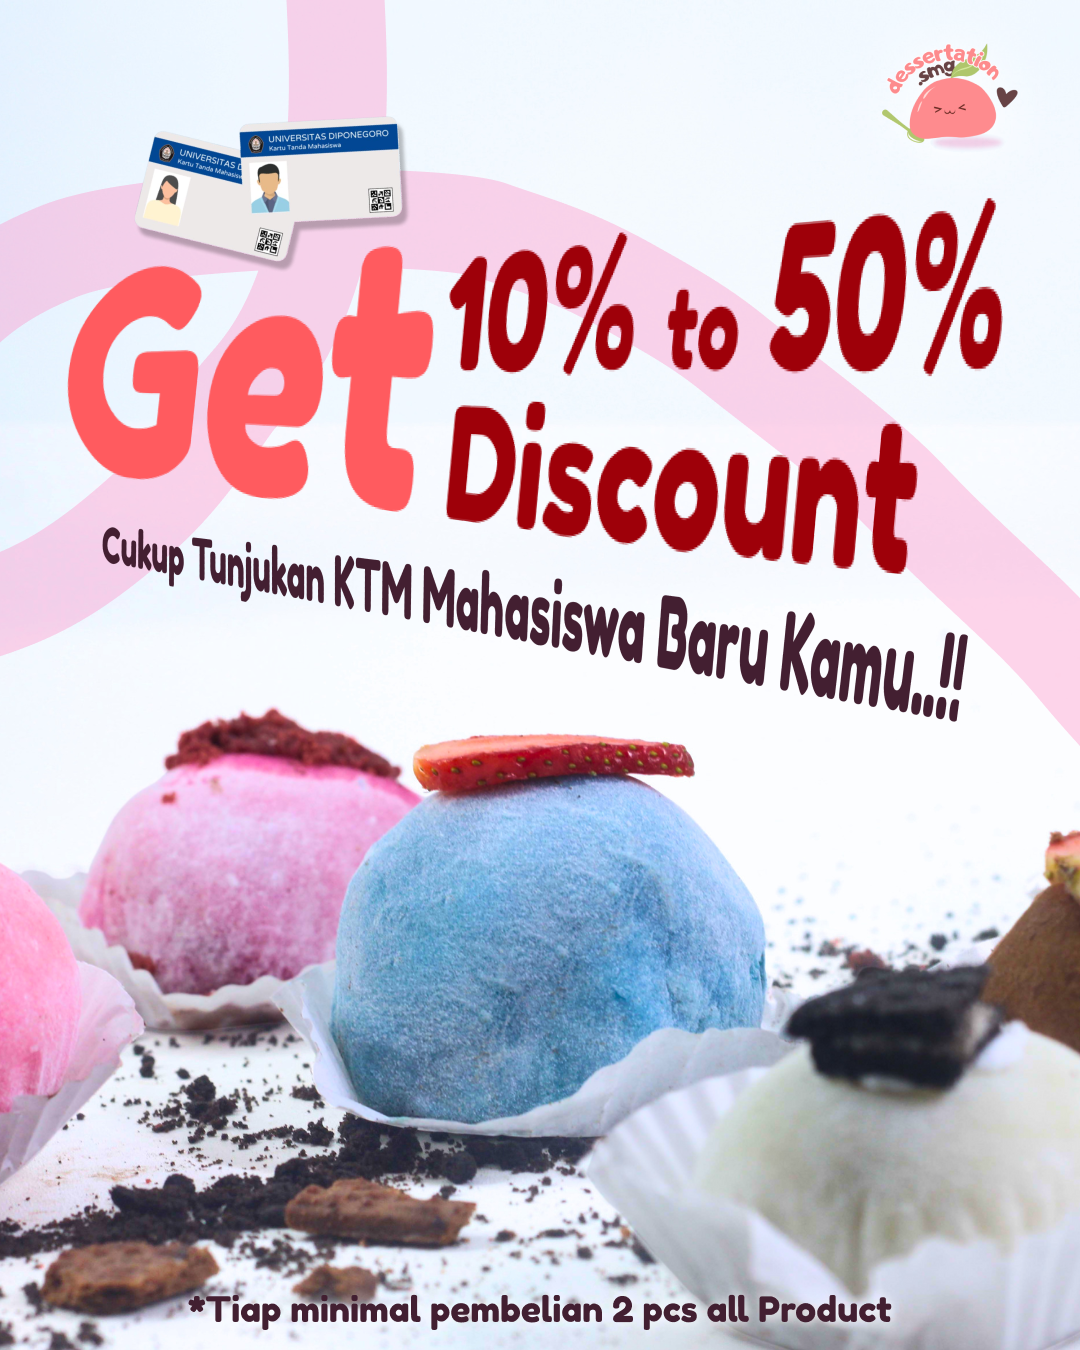 dessertation
.smg
UNIVERSITAS D
Kartu Tanda Mahasisw
UNIVERSITAS DIPONEGORO
Kartu Tanda Mahasiswa
Get 10% to 50%
Discount
Cukup Tunjukan KTM Mahasiswa Baru Kamu....!!
*Tiap minimal pembelian 2 pcs all Product